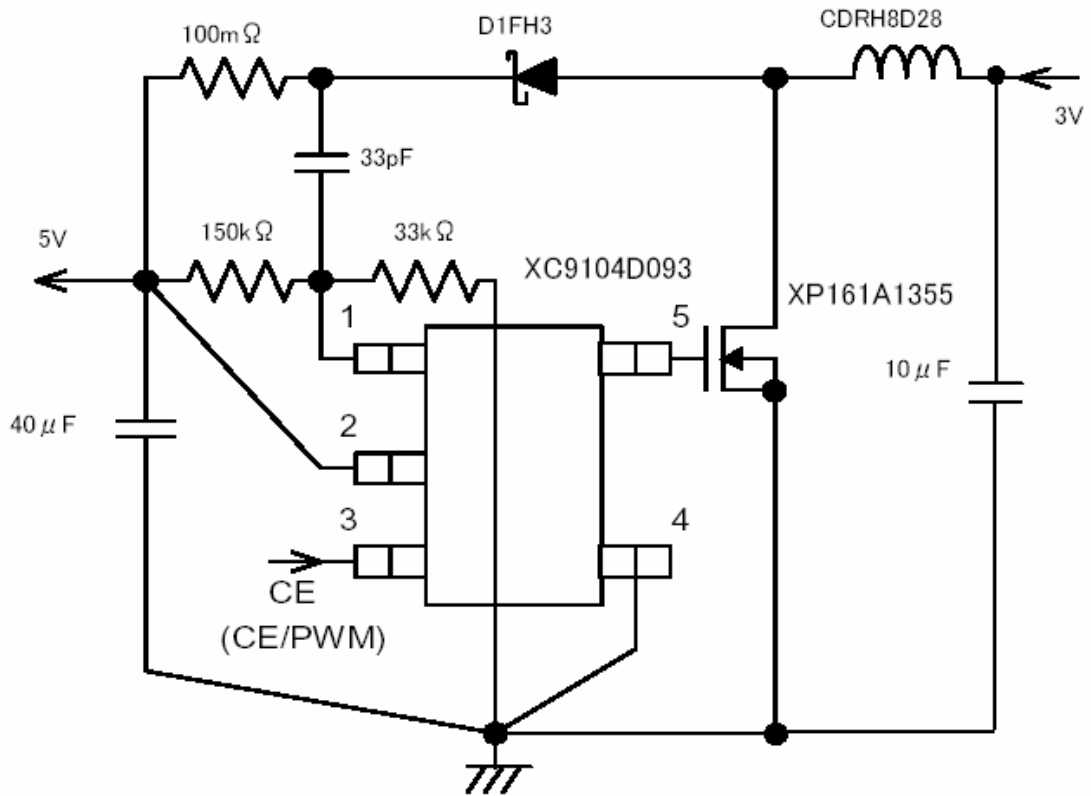 CDRH8D28
D1FH3
100mΩ
3V
33pF
150kΩ
33kΩ
5V
XC9104D093
XP161A1355
1
5
10μF
40μF
2
3
4
CE
(CE/PWM)